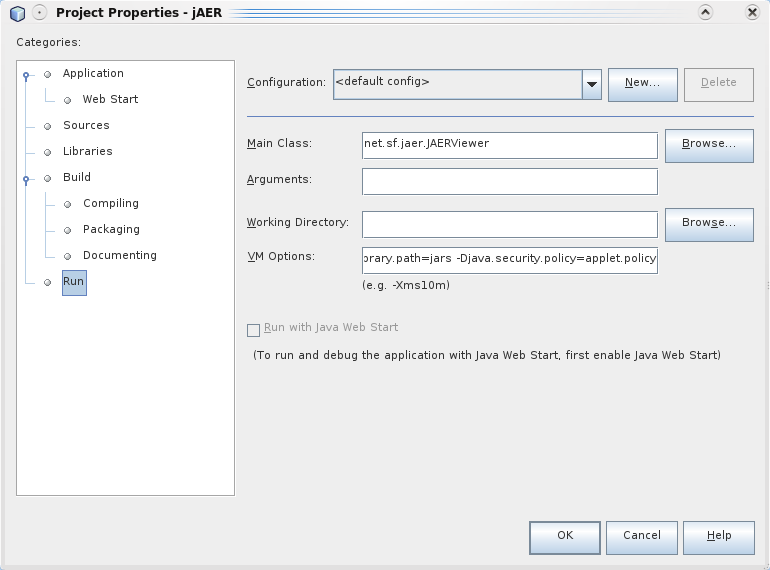 Project Properties - jAER
Categories:
Application
Web Start
Sources
Libraries
Build
Compiling
Packaging
Documenting
Run
Configuration: <default config> New... Delete
Main Class: net.sf.jaer.JAERViewer Browse...
Arguments:
Working Directory: Browse...
VM Options: brary.path=jars -Djava.security.policy=applet.policy
(e.g. -Xms10m)
Run with Java Web Start
(To run and debug the application with Java Web Start, first enable Java Web Start)
OK Cancel Help